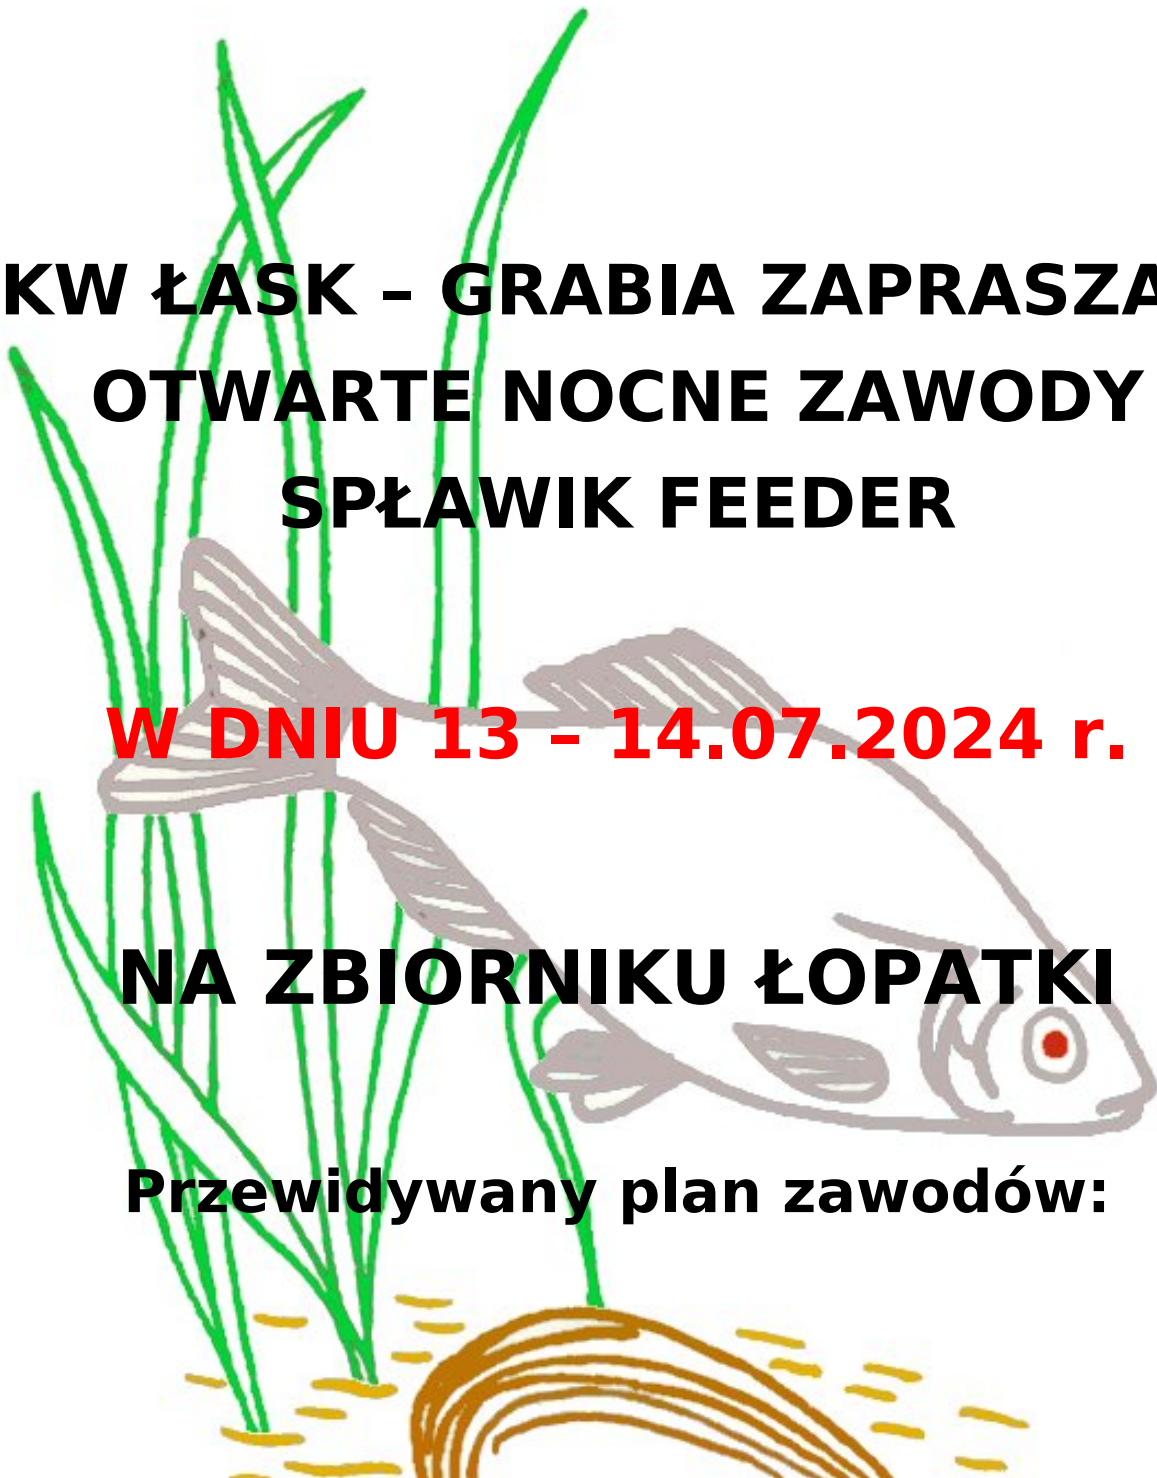 KW ŁASK – GRABIA ZAPRASZA
OTWARTE NOCNE ZAWODY
SPŁAWIK FEEDER
W DNIU 13 – 14.07.2024 r.
NA ZBIORNIKU ŁOPATKI
Przewidywany plan zawodów: